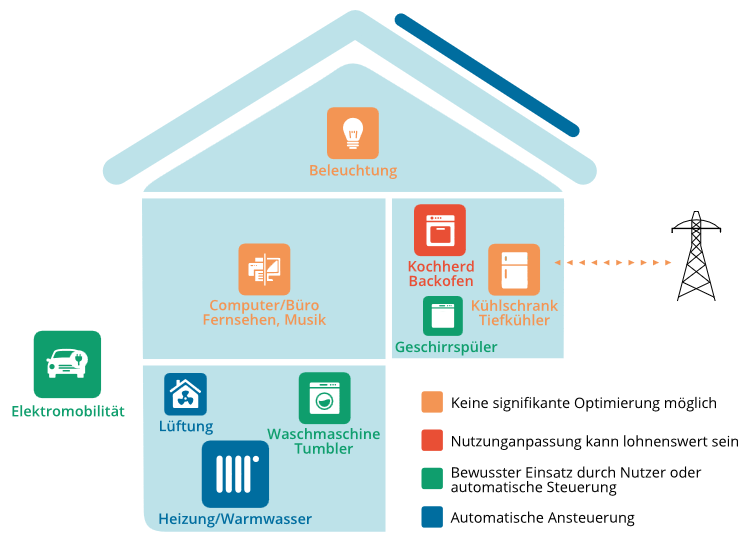 Beleuchtung
Kochherd
Backofen
Computer/Büro
Fernsehen, Musik
Kühlschrank
Tiefkühler
Geschirrspüler
Elektromobilität
Lüftung
Waschmaschine
Tumbler
Heizung/Warmwasser
Keine signifikante Optimierung möglich
Nutzunganpassung kann lohnenswert sein
Bewusster Einsatz durch Nutzer oder
automatische Steuerung
Automatische Ansteuerung